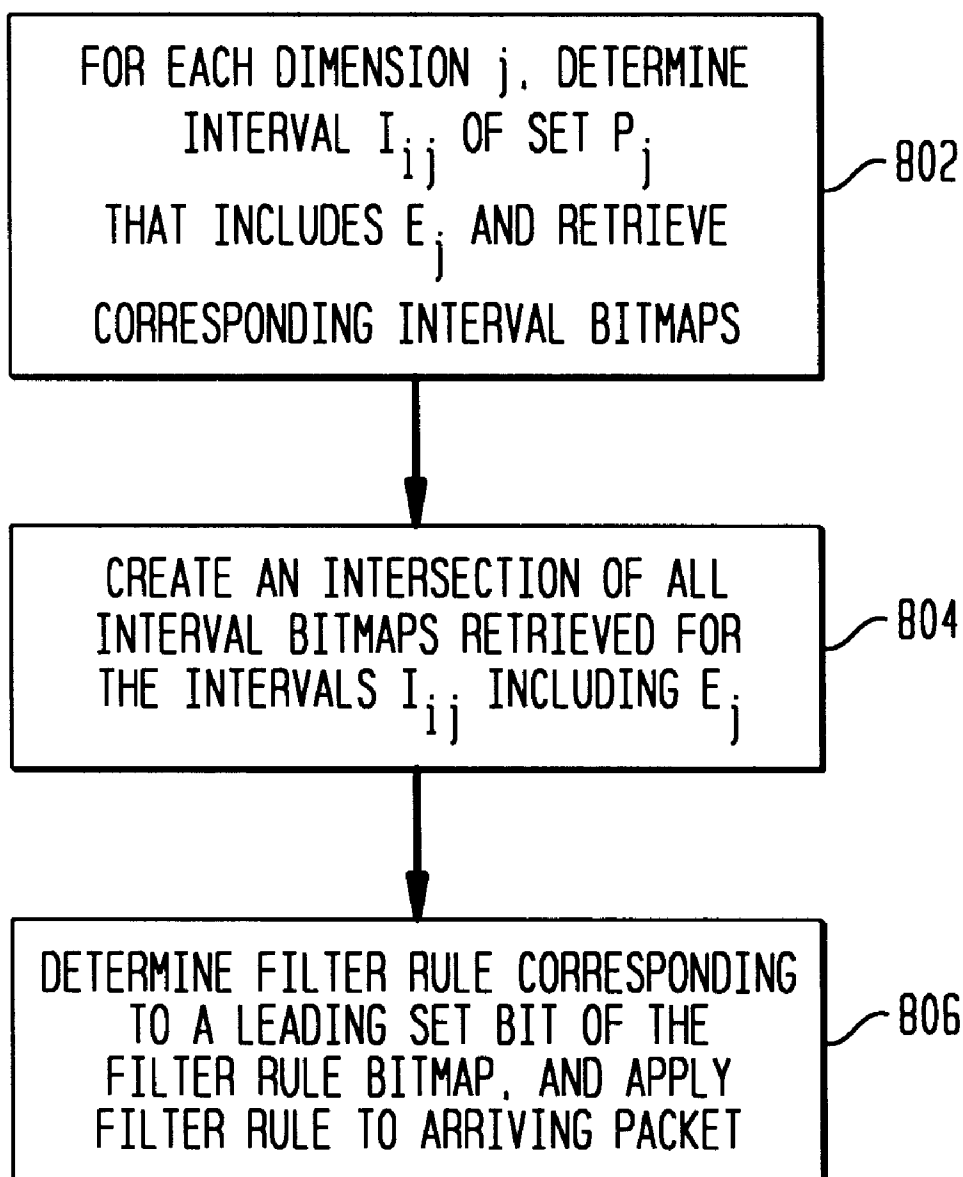 FOR EACH DIMENSION j, DETERMINE
INTERVAL I_ij OF SET P_j
THAT INCLUDES E_j AND RETRIEVE
CORRESPONDING INTERVAL BITMAPS
802
CREATE AN INTERSECTION OF ALL
INTERVAL BITMAPS RETRIEVED FOR
THE INTERVALS I_ij INCLUDING E_j
804
DETERMINE FILTER RULE CORRESPONDING
TO A LEADING SET BIT OF THE
FILTER RULE BITMAP, AND APPLY
FILTER RULE TO ARRIVING PACKET
806